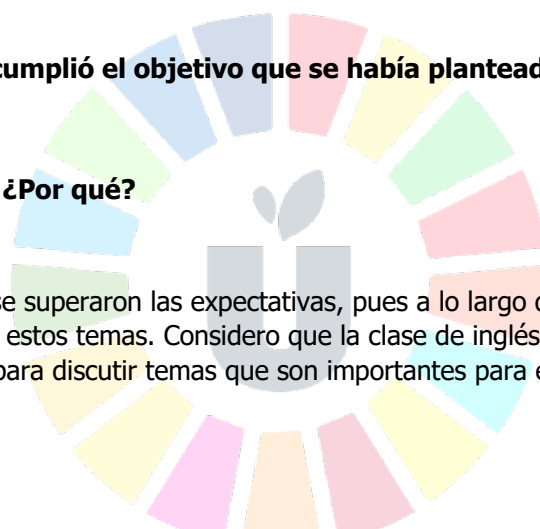 cumplió el objetivo que se había plantead
¿Por qué?
se superaron las expectativas, pues a lo largo
estos temas. Considero que la clase de inglés
para discutir temas que son importantes para